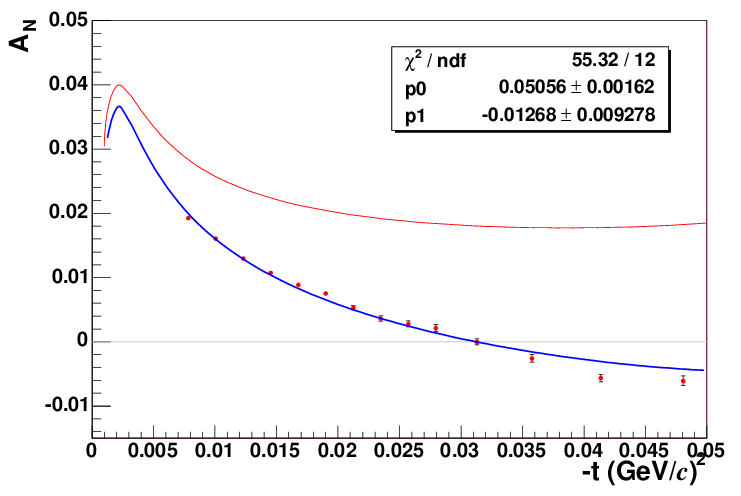 A_N
0.05
0.04
0.03
0.02
0.01
0
-0.01
χ² / ndf 55.32 / 12
p0 0.05056 ± 0.00162
p1 -0.01268 ± 0.009278
0 0.005 0.01 0.015 0.02 0.025 0.03 0.035 0.04 0.045 0.05
-t (GeV/c)²